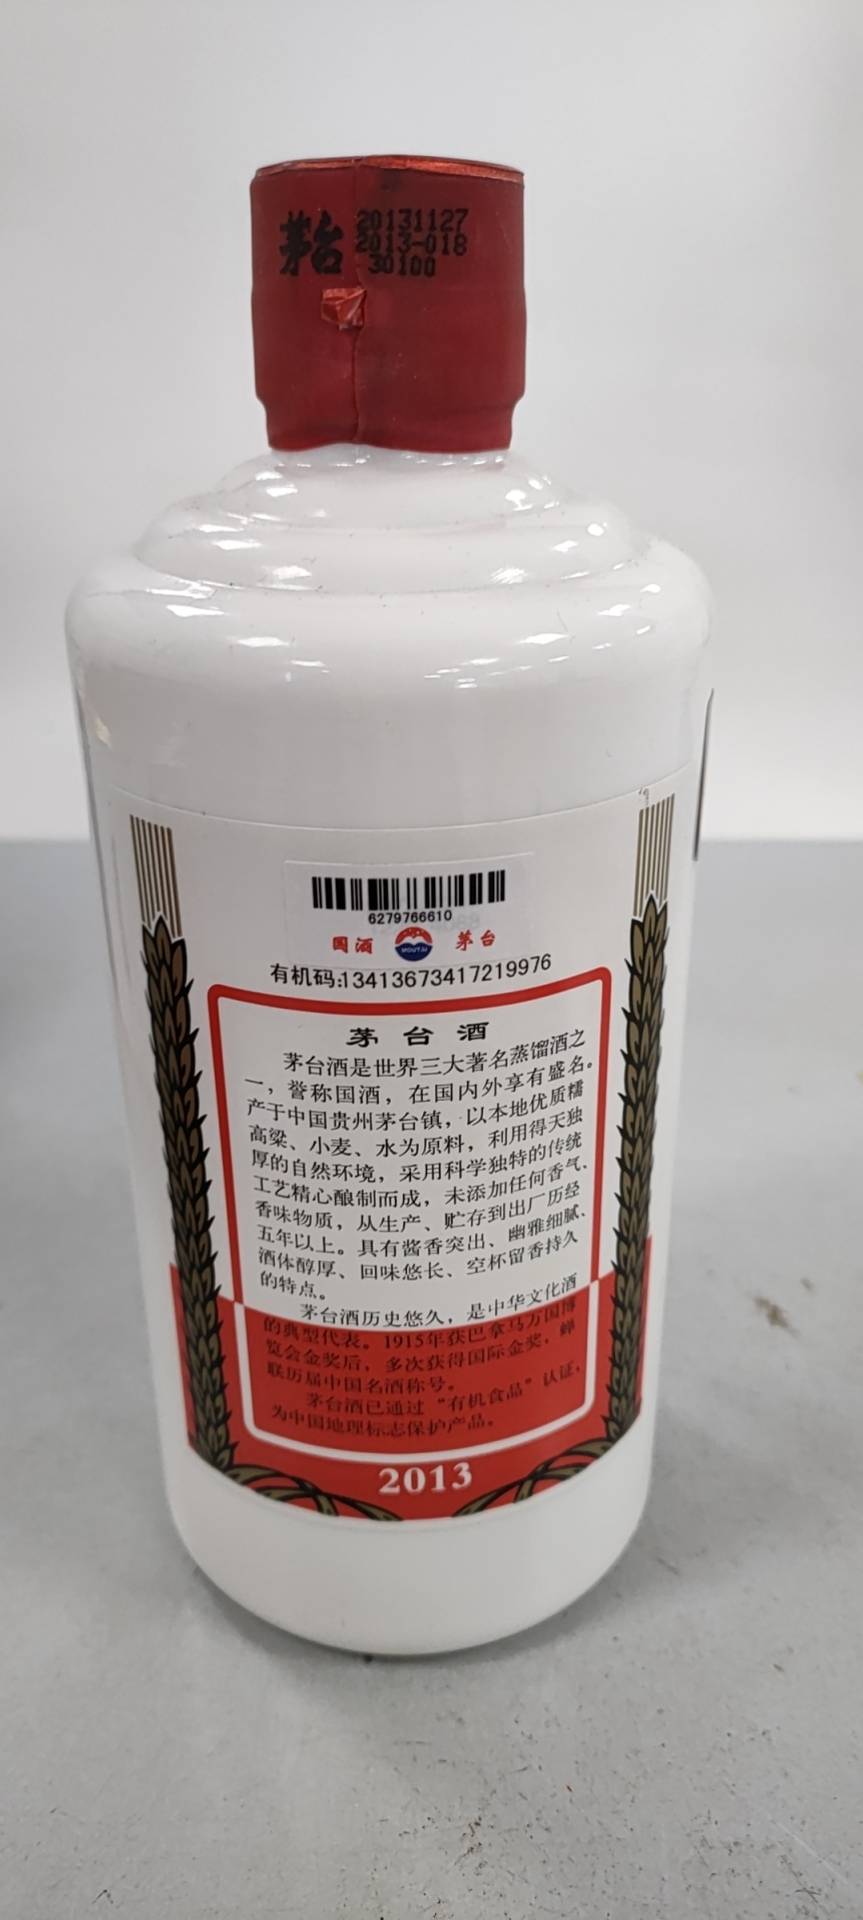 茅台
20131127
2013-018
30100
6279766610
国酒 MOUTAI 茅台
有机码:13413673417219976
茅台酒
茅台酒是世界三大著名蒸馏酒之
一，誉称国酒，在国内外享有盛名。
产于中国贵州茅台镇，以本地优质糯
高粱、小麦、水为原料，利用得天独
厚的自然环境，采用科学独特的传统
工艺精心酿制而成，未添加任何香气、
香味物质，从生产、贮存到出厂历经
五年以上。具有酱香突出、幽雅细腻、
酒体醇厚、回味悠长、空杯留香持久
的特点。
茅台酒历史悠久，是中华文化酒
的典型代表。1915年获巴拿马万国博
览会金奖后，多次获得国际金奖，蝉
联历届中国名酒称号。
茅台酒已通过“有机食品”认证，
为中国地理标志保护产品。
2013